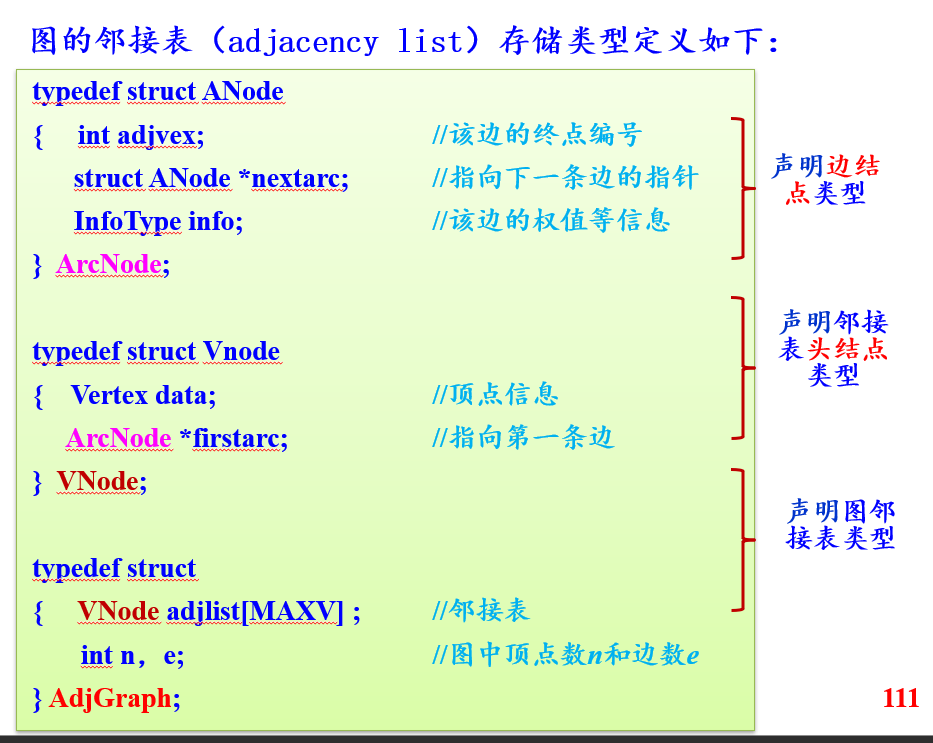 图的邻接表（adjacency list）存储类型定义如下：
typedef struct ANode
{ int adjvex; //该边的终点编号
struct ANode *nextarc; //指向下一条边的指针
InfoType info; //该边的权值等信息
} ArcNode;
声明边结
点类型
typedef struct Vnode
{ Vertex data; //顶点信息
ArcNode *firstarc; //指向第一条边
} VNode;
声明邻接
表头结点
类型
typedef struct
{ VNode adjlist[MAXV] ; //邻接表
int n，e; //图中顶点数n和边数e
} AdjGraph;
声明图邻
接表类型
111